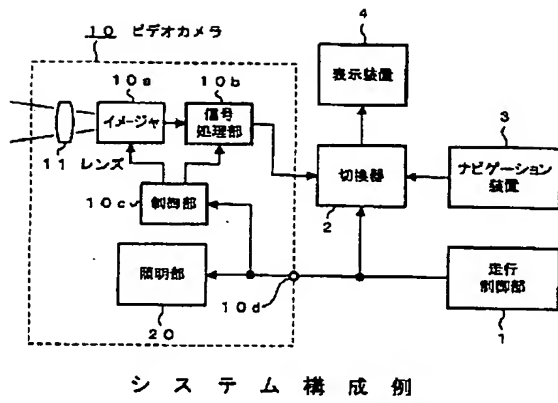 10 ビデオカメラ
10a
イメージャ
10b
信号
処理部
11 レンズ
10c
制御部
照明部
20
10d
4
表示装置
切換器
2
3
ナビゲーション
装置
走行
制御部
1
システム構成例